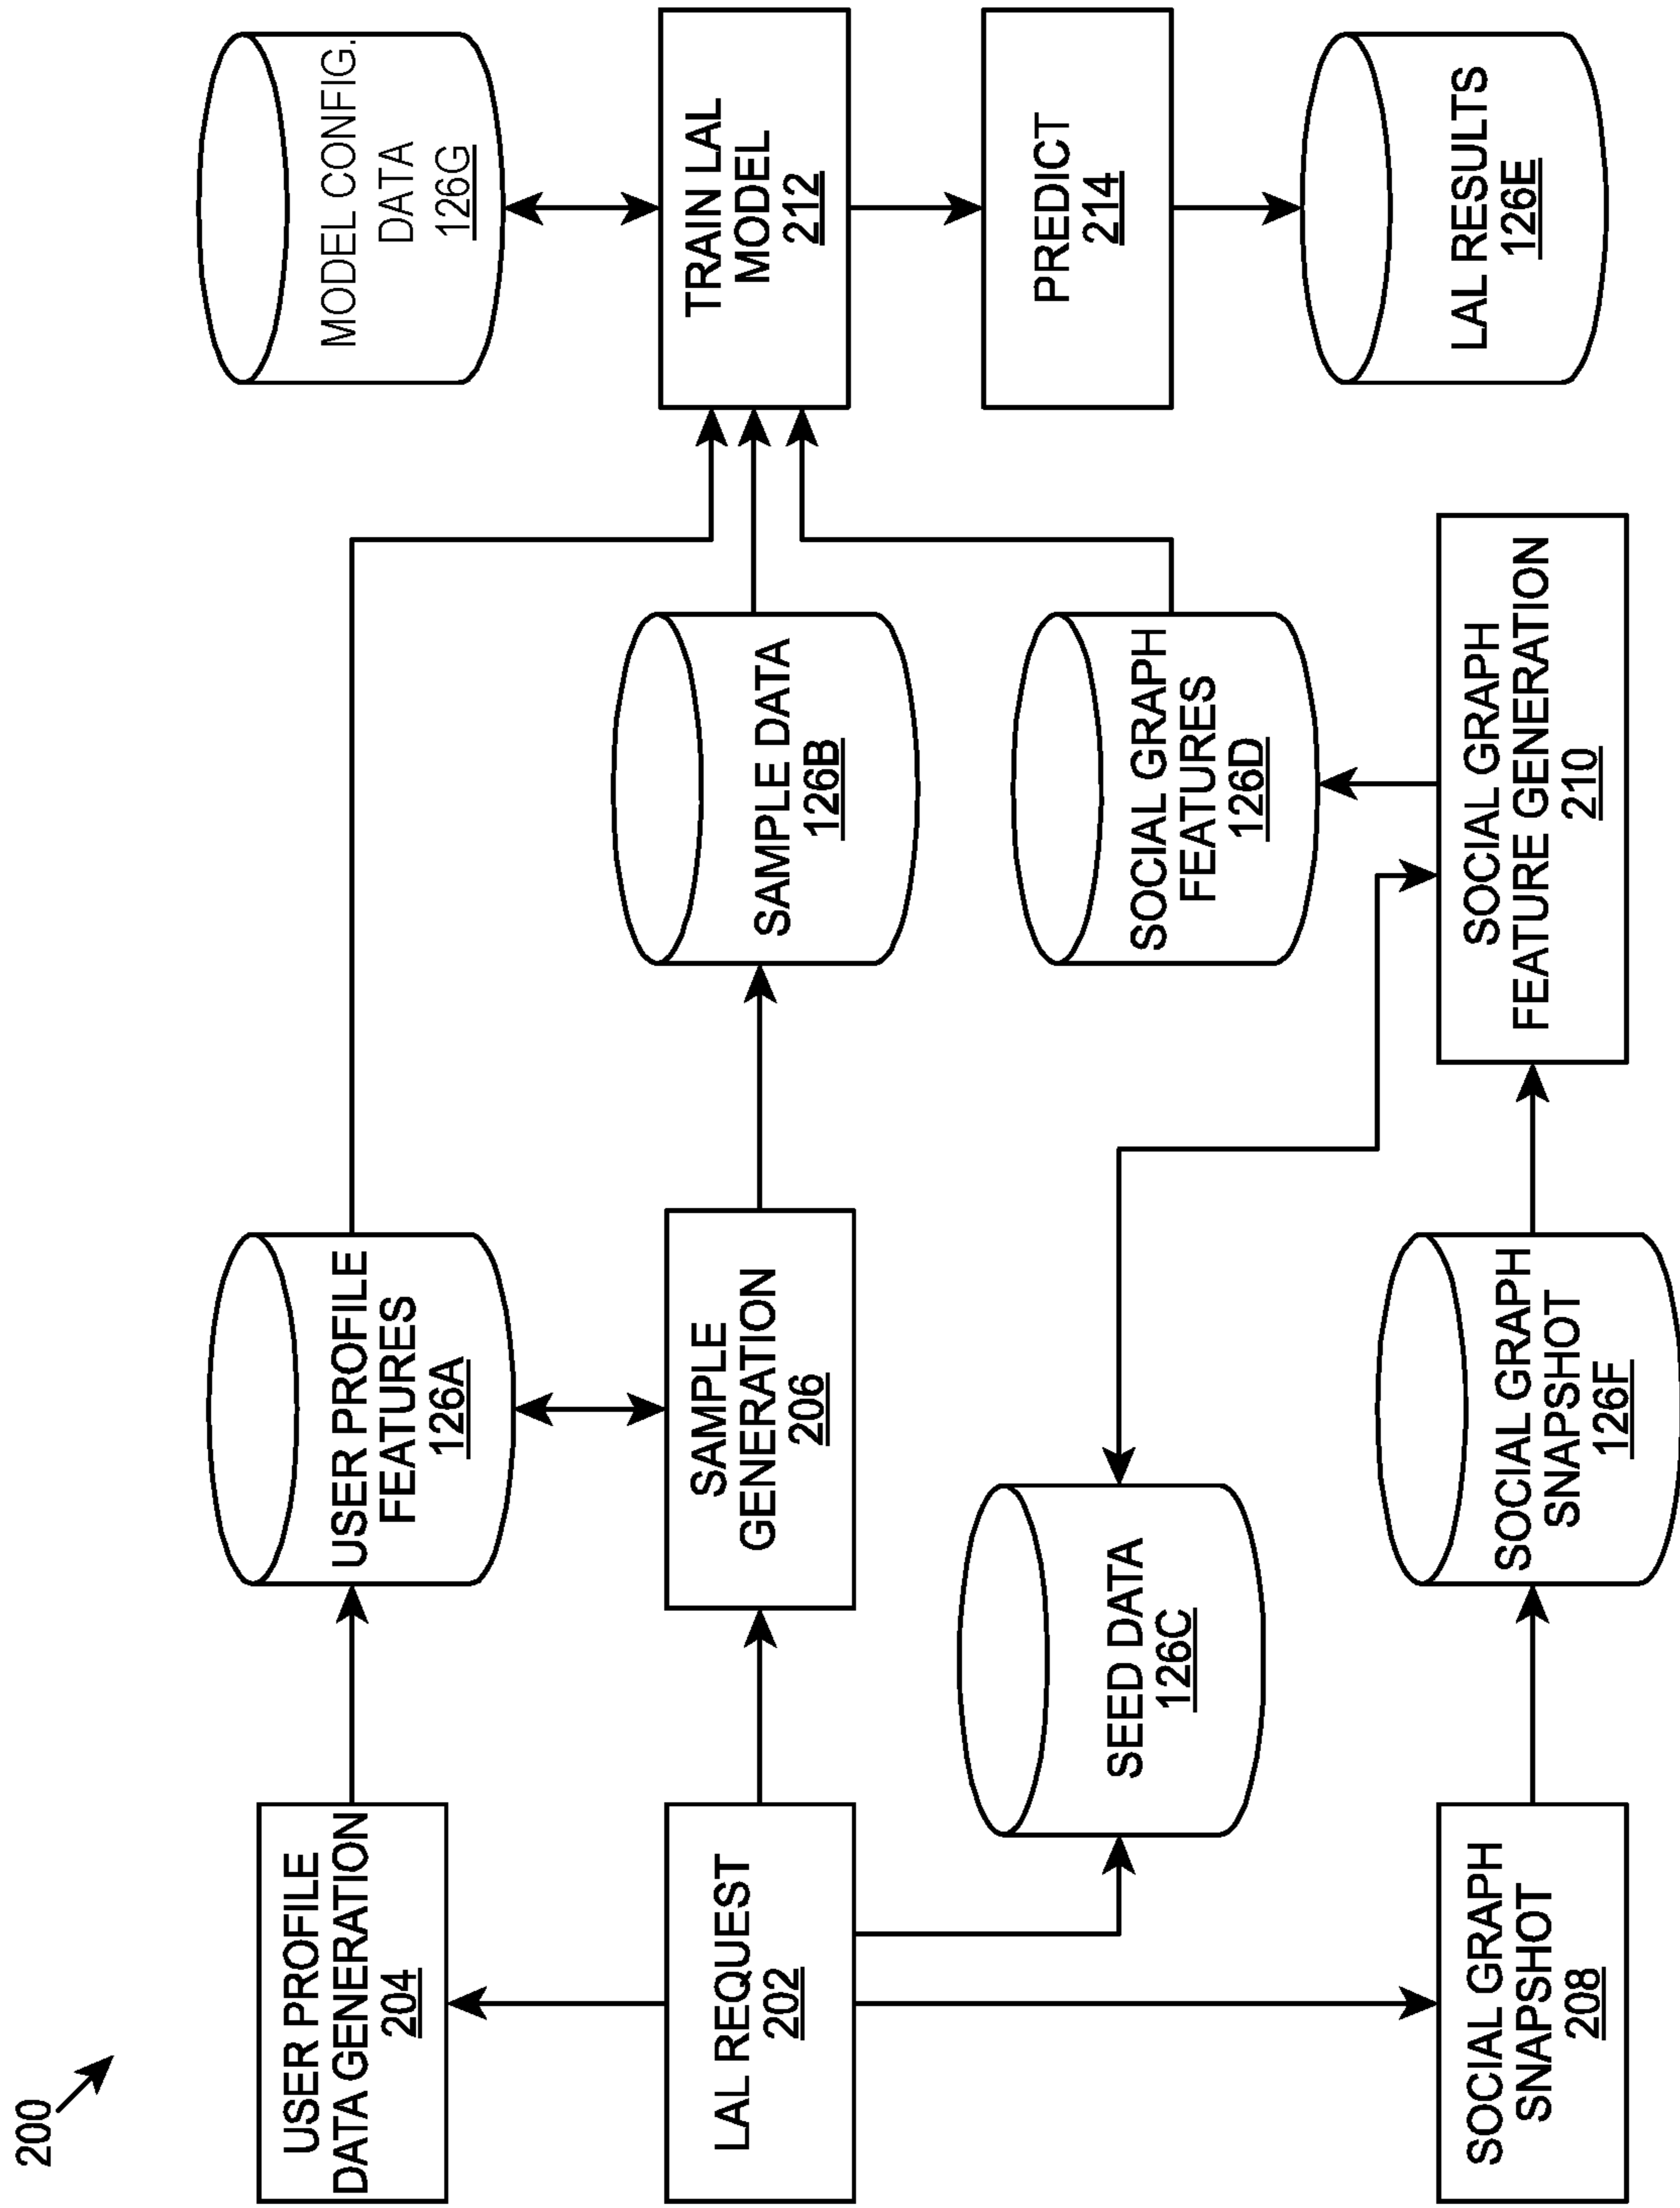 200
USER PROFILE
DATA GENERATION
204
USER PROFILE
FEATURES
126A
MODEL CONFIG.
DATA
126G
LAL REQUEST
202
SAMPLE
GENERATION
206
SAMPLE DATA
126B
TRAIN LAL
MODEL
212
SEED DATA
126C
SOCIAL GRAPH
FEATURES
126D
PREDICT
214
SOCIAL GRAPH
SNAPSHOT
208
SOCIAL GRAPH
SNAPSHOT
126F
SOCIAL GRAPH
FEATURE GENERATION
210
LAL RESULTS
126E